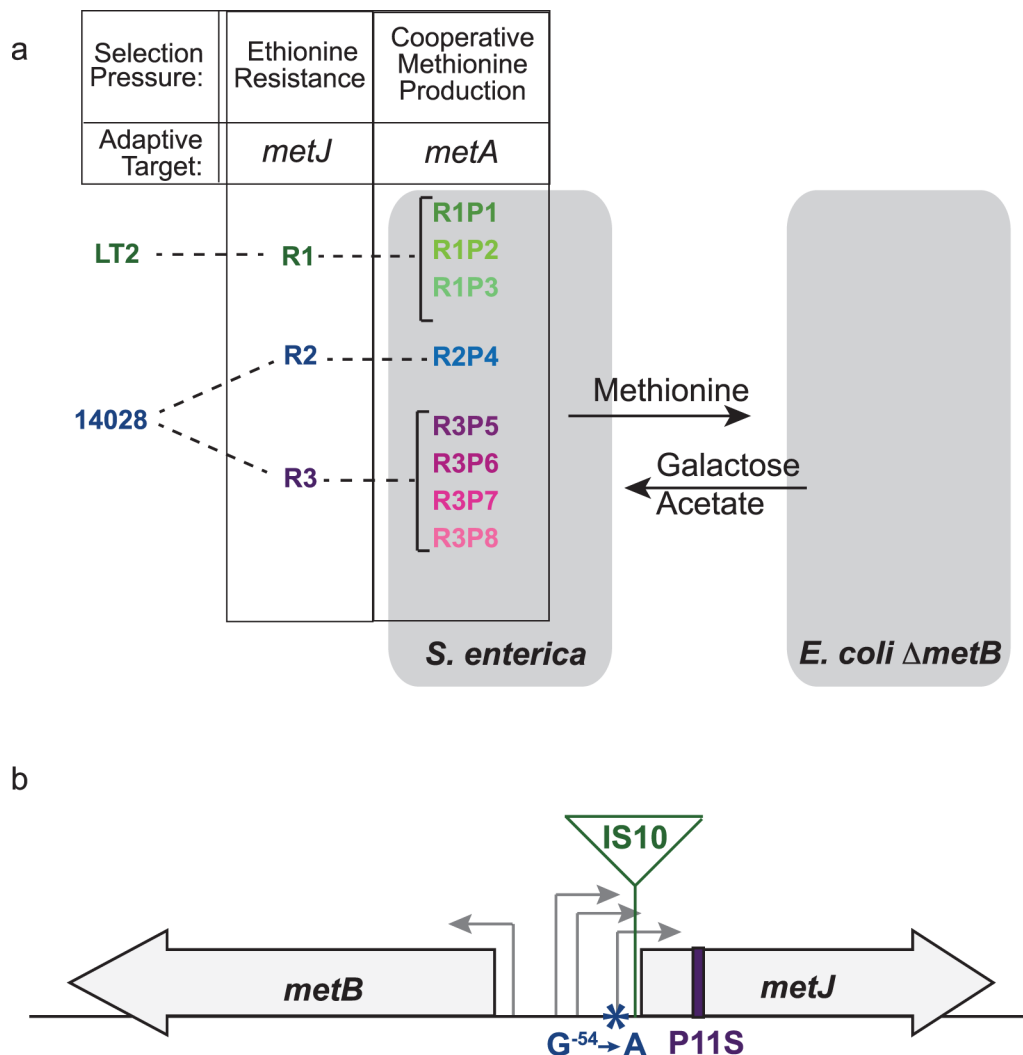 a
Selection
Pressure:
Ethionine
Resistance
Cooperative
Methionine
Production
Adaptive
Target:
metJ
metA
LT2
R1
R1P1
R1P2
R1P3
14028
R2
R2P4
R3
R3P5
R3P6
R3P7
R3P8
Methionine
Galactose
Acetate
S. enterica
E. coli ΔmetB
b
IS10
metB
metJ
G-54→A
P11S